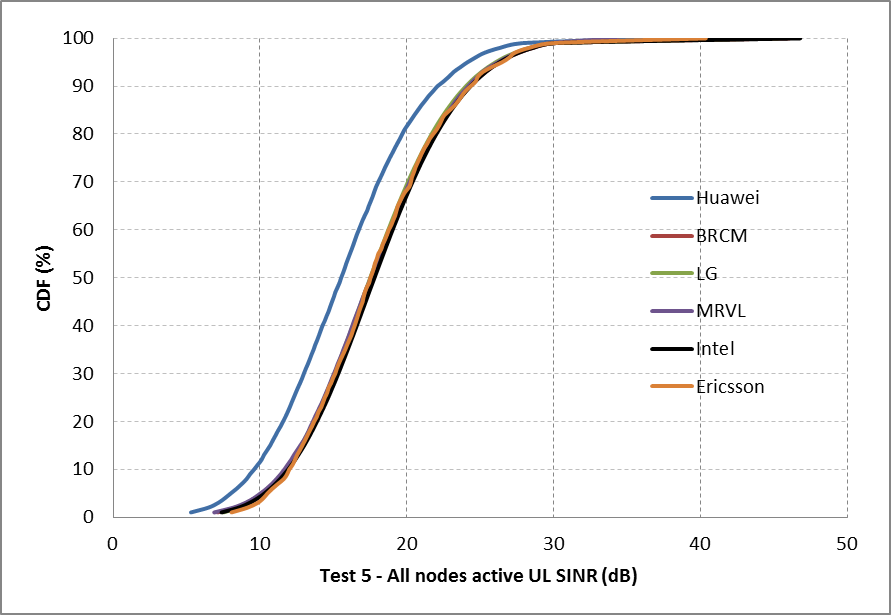 100
90
80
70
60
50
40
30
20
10
0
CDF (%)
Huawei
BRCM
LG
MRVL
Intel
Ericsson
0 10 20 30 40 50
Test 5 - All nodes active UL SINR (dB)